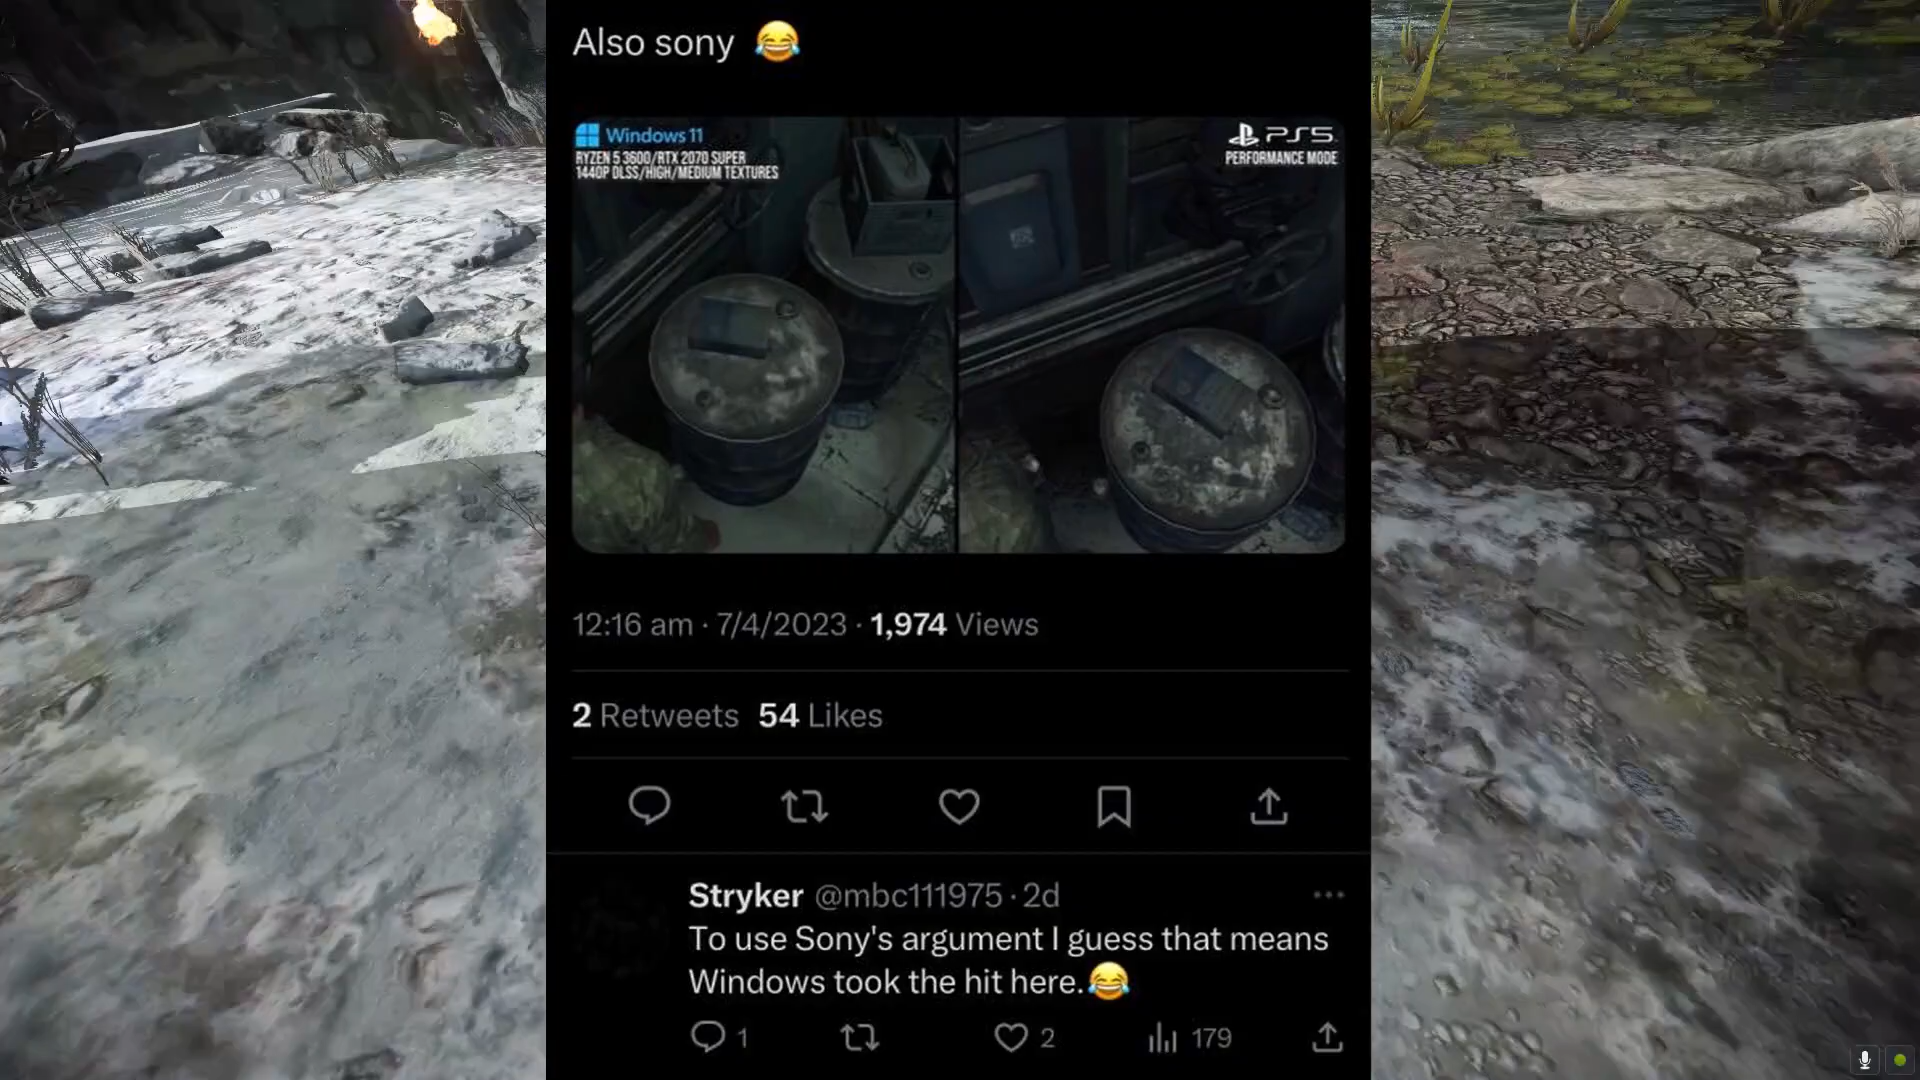 Also sony 😂
Windows 11
RYZEN 5 3600/RTX 2070 SUPER
1440P DLSS/HIGH/MEDIUM TEXTURES
PS5
PERFORMANCE MODE
12:16 am · 7/4/2023 · 1,974 Views
2 Retweets 54 Likes
Stryker @mbc111975 · 2d
To use Sony's argument I guess that means
Windows took the hit here.😂
1 2 179